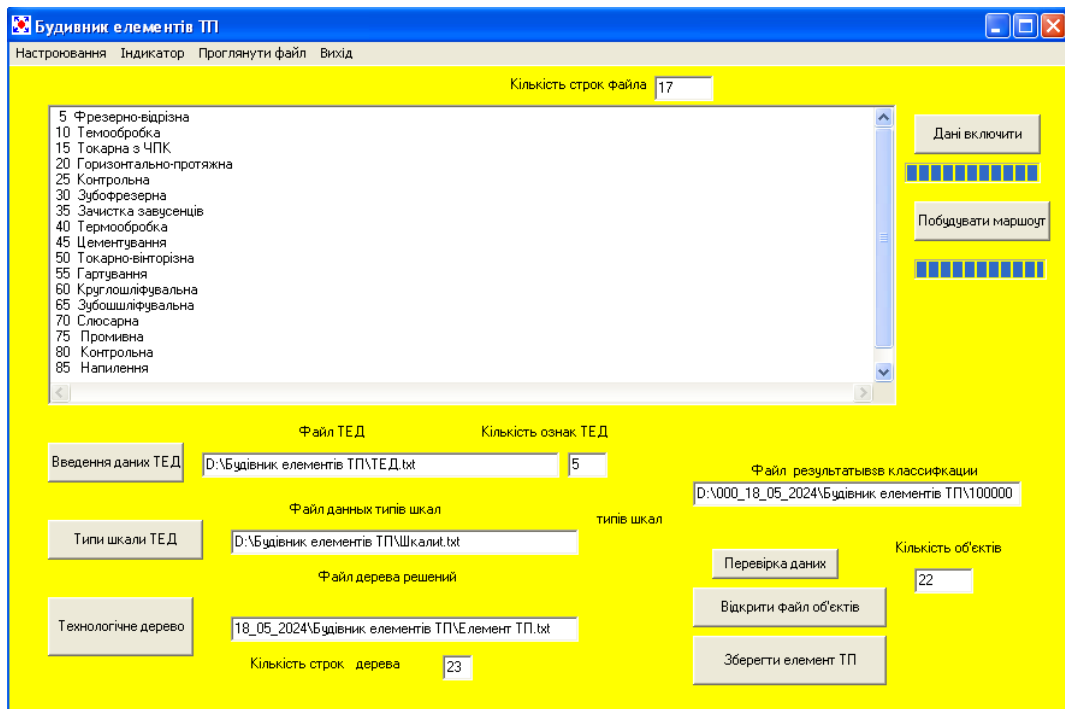 Будивник елементів ТП
Настроювання Індикатор Проглянути файл Вихід
Кількість строк файла 17
5 Фрезерно-відрізна
10 Темообробка
15 Токарна з ЧПК
20 Горизонтально-протяжна
25 Контрольна
30 Зубофрезерна
35 Зачистка завусенців
40 Термообробка
45 Цементування
50 Токарно-вінторізна
55 Гартування
60 Круглошліфувальна
65 Зубошшліфувальна
70 Слюсарна
75 Промивна
80 Контрольна
85 Напилення
Дані включити
Побудувати маршоут
Файл ТЕД Кількість ознак ТЕД
Введення даних ТЕД D:\Будівник елементів ТП\ТЕД.txt 5
Файл результатывзв классифкации
D:\000_18_05_2024\Будівник елементів ТП\100000
Файл данных типів шкал
типів шкал
Типи шкали ТЕД D:\Будівник елементів ТП\Шкалиt.txt
Кількість об'єктів
Перевірка даних
22
Файл дерева решений
Відкрити файл об'єктів
Технологічне дерево 18_05_2024\Будівник елементів ТП\Елемент ТП.txt
Кількість строк дерева 23
Зберегти елемент ТП